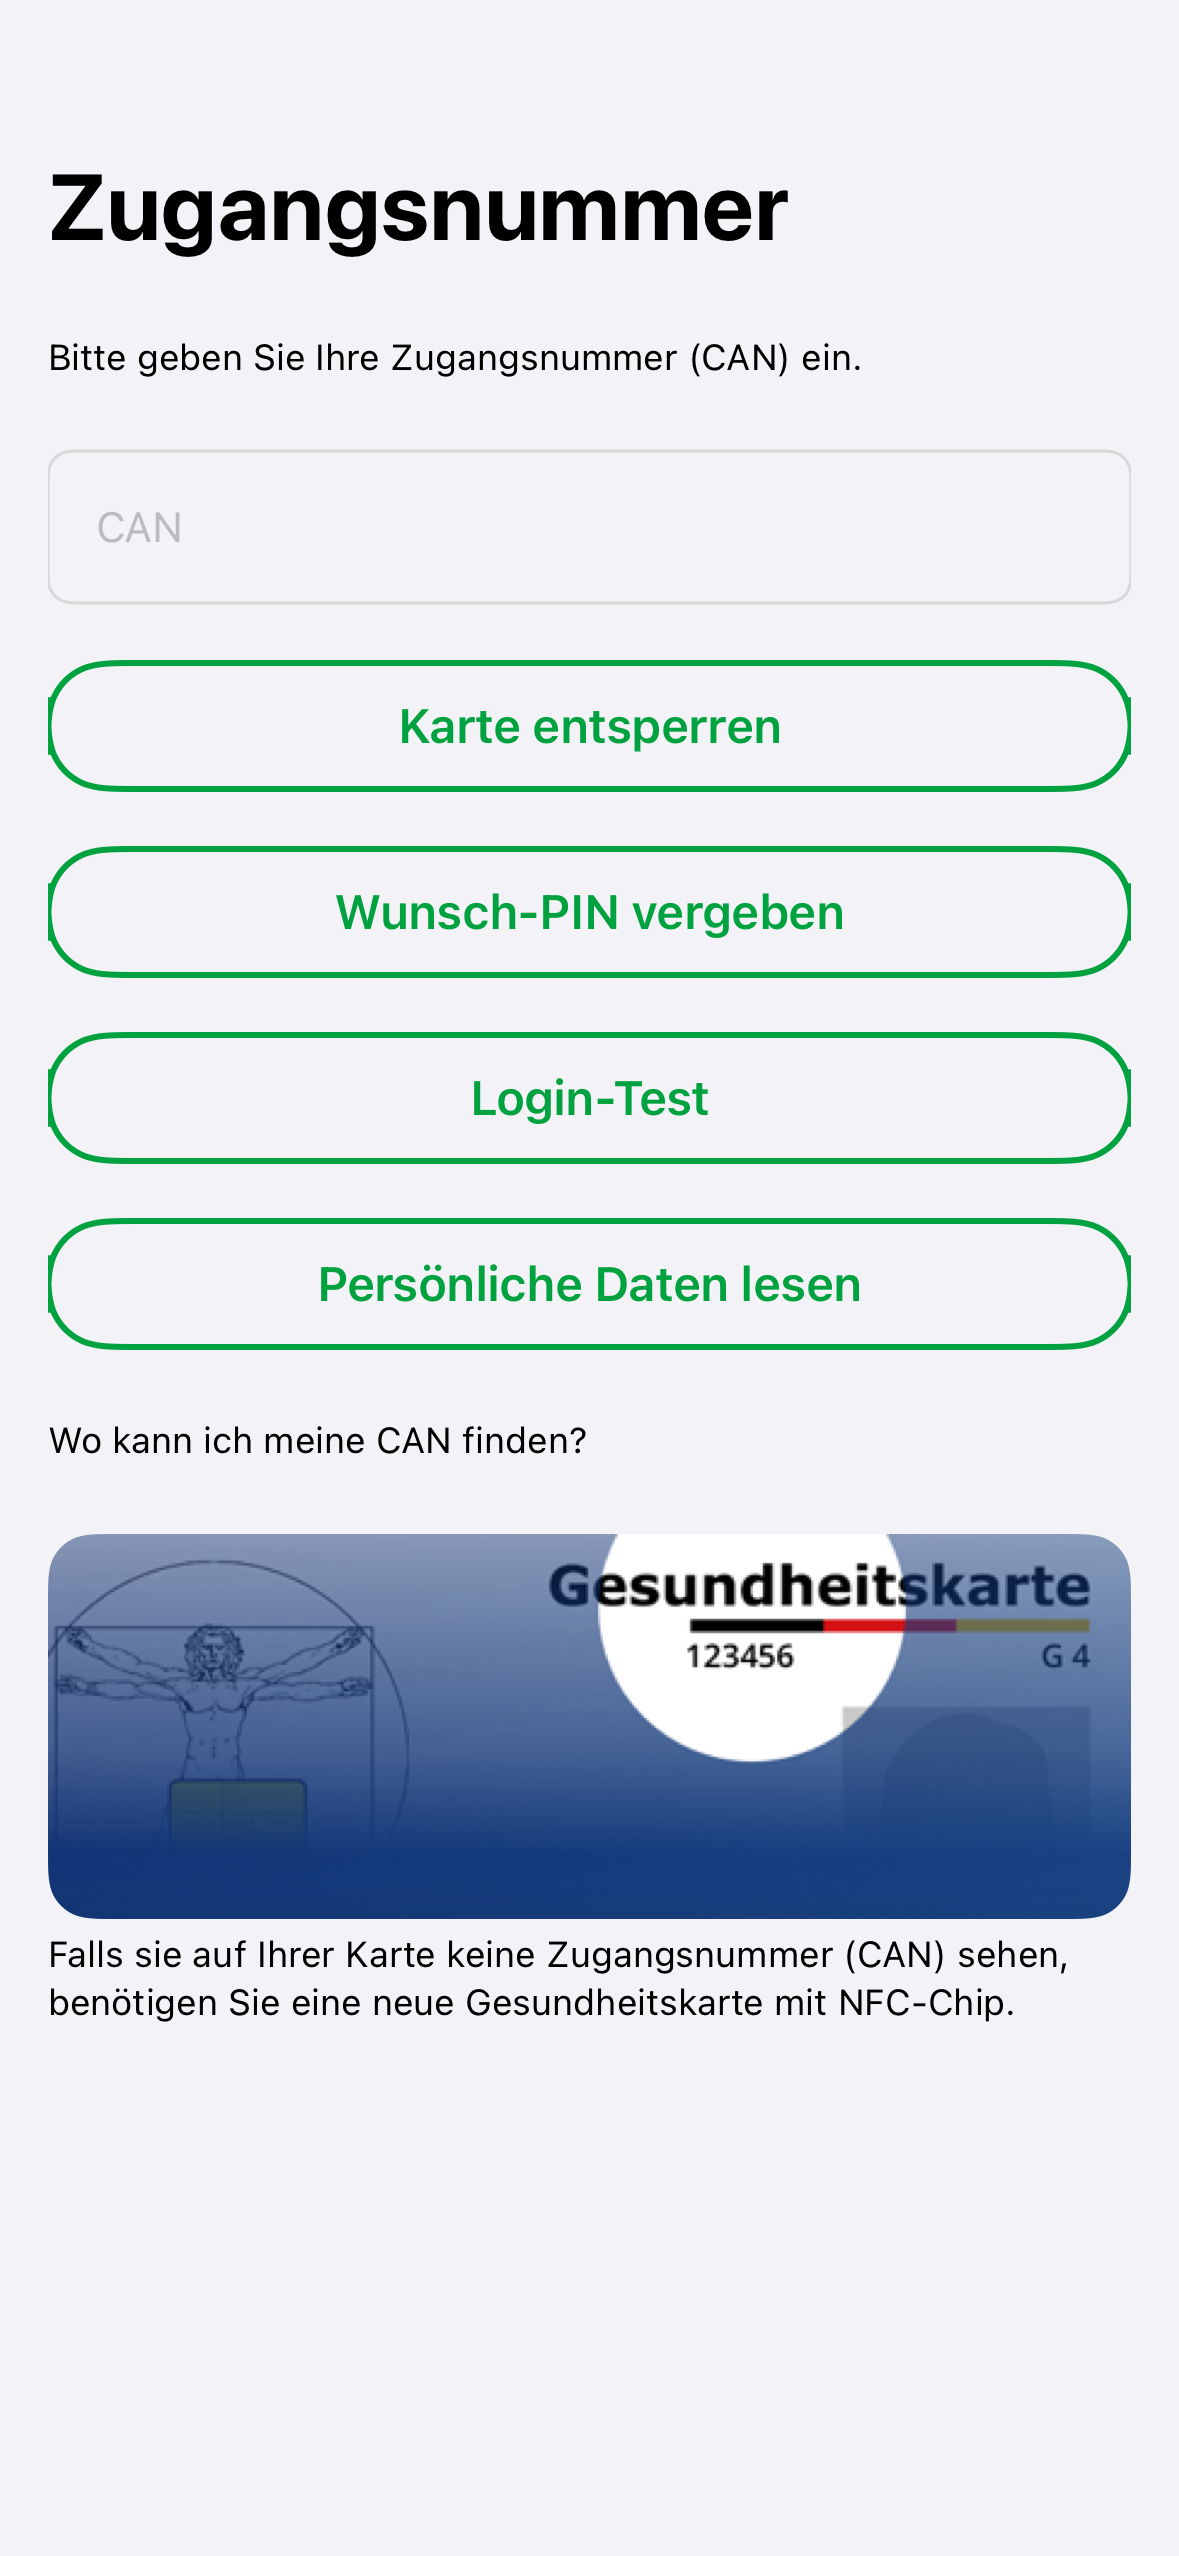 Zugangsnummer
Bitte geben Sie Ihre Zugangsnummer (CAN) ein.
CAN
Karte entsperren
Wunsch-PIN vergeben
Login-Test
Persönliche Daten lesen
Wo kann ich meine CAN finden?
Gesundheitskarte
123456 G 4
Falls sie auf Ihrer Karte keine Zugangsnummer (CAN) sehen,
benötigen Sie eine neue Gesundheitskarte mit NFC-Chip.